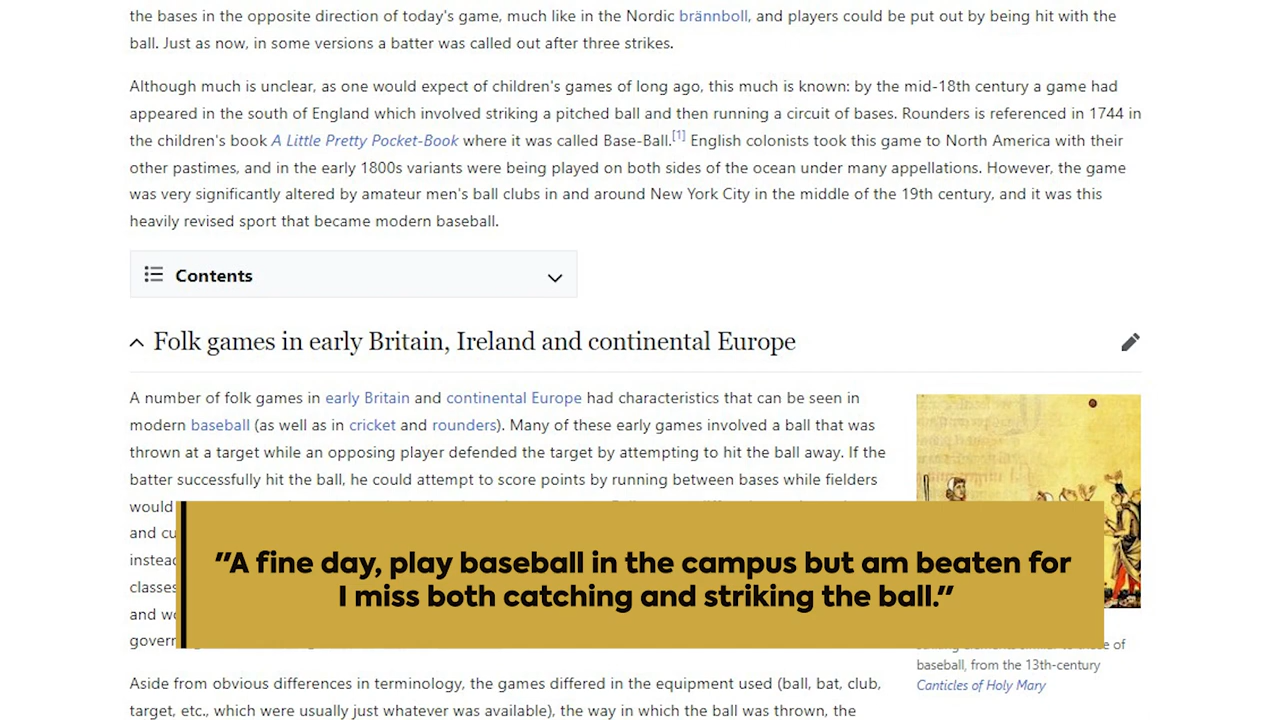 the bases in the opposite direction of today's game, much like in the Nordic brännboll, and players could be put out by being hit with the
ball. Just as now, in some versions a batter was called out after three strikes.
Although much is unclear, as one would expect of children's games of long ago, this much is known: by the mid-18th century a game had
appeared in the south of England which involved striking a pitched ball and then running a circuit of bases. Rounders is referenced in 1744 in
the children's book A Little Pretty Pocket-Book where it was called Base-Ball.[1] English colonists took this game to North America with their
other pastimes, and in the early 1800s variants were being played on both sides of the ocean under many appellations. However, the game
was very significantly altered by amateur men's ball clubs in and around New York City in the middle of the 19th century, and it was this
heavily revised sport that became modern baseball.
Contents
Folk games in early Britain, Ireland and continental Europe
A number of folk games in early Britain and continental Europe had characteristics that can be seen in
modern baseball (as well as in cricket and rounders). Many of these early games involved a ball that was
thrown at a target while an opposing player defended the target by attempting to hit the ball away. If the
batter successfully hit the ball, he could attempt to score points by running between bases while fielders
would
and
"A fine day, play baseball in the campus but am beaten for
I miss both catching and striking the ball."
of
baseball, from the 13th-century
Canticles of Holy Mary
Aside from obvious differences in terminology, the games differed in the equipment used (ball, bat, club,
target, etc., which were usually just whatever was available), the way in which the ball was thrown, the